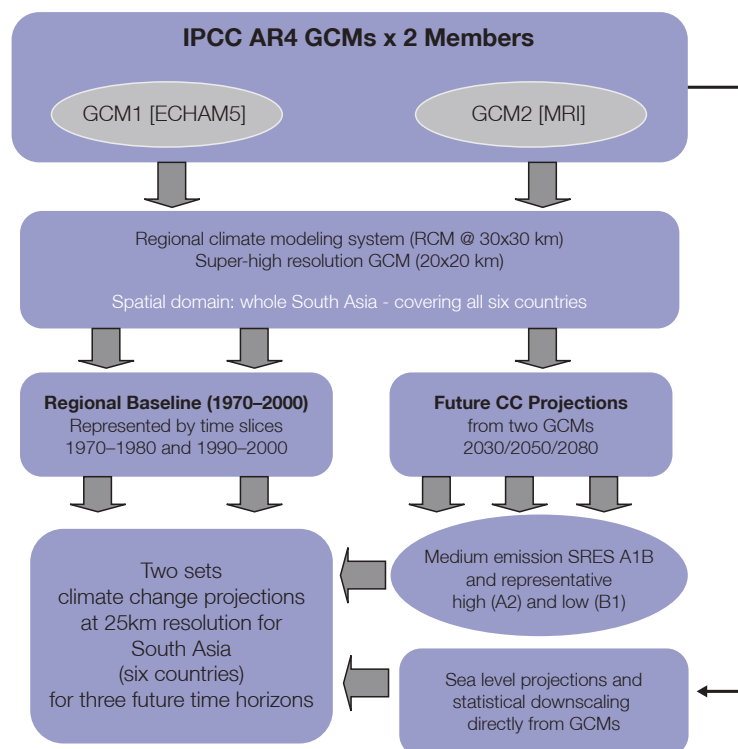 IPCC AR4 GCMs x 2 Members
GCM1 [ECHAM5]
GCM2 [MRI]
Regional climate modeling system (RCM @ 30x30 km)
Super-high resolution GCM (20x20 km)
Spatial domain: whole South Asia - covering all six countries
Regional Baseline (1970–2000)
Represented by time slices
1970–1980 and 1990–2000
Future CC Projections
from two GCMs
2030/2050/2080
Medium emission SRES A1B
and representative
high (A2) and low (B1)
Two sets
climate change projections
at 25km resolution for
South Asia
(six countries)
for three future time horizons
Sea level projections and
statistical downscaling
directly from GCMs